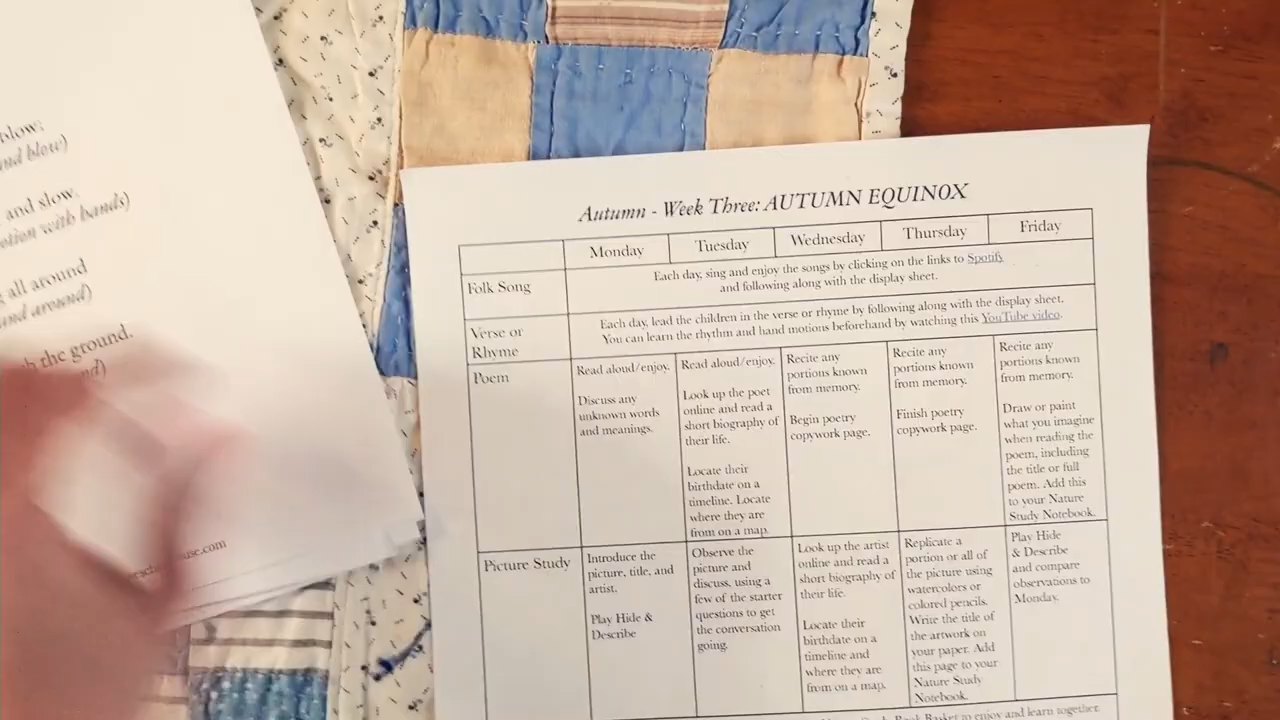 blow;
and blow)
and slow.
otion with hands)
all around
and around)
the ground.
Autumn - Week Three: AUTUMN EQUINOX
Monday Tuesday Wednesday Thursday Friday
Folk Song
Each day, sing and enjoy the songs by clicking on the links to Spotify
and following along with the display sheet.
Verse or
Rhyme
Each day, lead the children in the verse or rhyme by following along with the display sheet.
You can learn the rhythm and hand motions beforehand by watching this YouTube video.
Poem
Read aloud/enjoy.
Discuss any
unknown words
and meanings.
Read aloud/enjoy.
Look up the poet
online and read a
short biography of
their life.
Locate their
birthdate on a
timeline. Locate
where they are
from on a map.
Recite any
portions known
from memory.
Begin poetry
copywork page.
Recite any
portions known
from memory.
Finish poetry
copywork page.
Recite any
portions known
from memory.
Draw or paint
what you imagine
when reading the
poem, including
the title or full
poem. Add this
to your Nature
Study Notebook.
Picture Study
Introduce the
picture, title, and
artist.
Play Hide &
Describe
Observe the
picture and
discuss, using a
few of the starter
questions to get
the conversation
going.
Look up the artist
online and read a
short biography of
their life.
Locate their
birthdate on a
timeline and
where they are
from on a map.
Replicate a
portion or all of
the picture using
watercolors or
colored pencils.
Write the title of
the artwork on
your paper. Add
this page to your
Nature Study
Notebook.
Play Hide
& Describe
and compare
observations to
Monday.
Book Basket to enjoy and learn together.